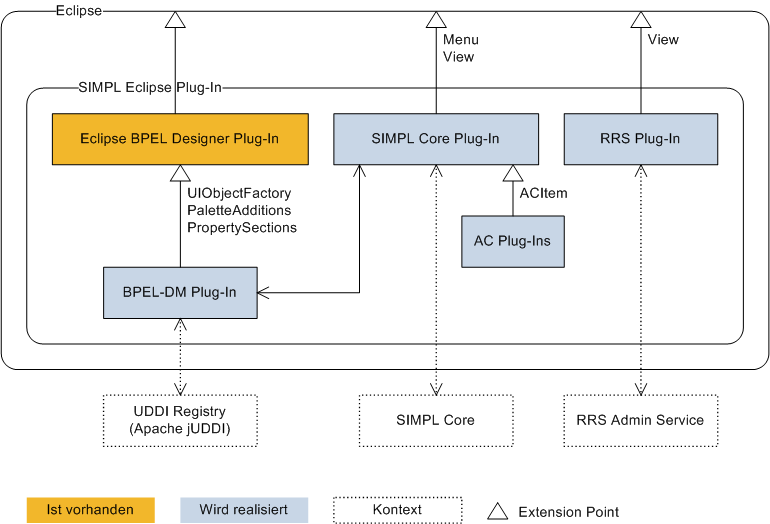 Eclipse
Menu
View
View
SIMPL Eclipse Plug-In
Eclipse BPEL Designer Plug-In
SIMPL Core Plug-In
RRS Plug-In
UIObjectFactory
PaletteAdditions
PropertySections
ACItem
AC Plug-Ins
BPEL-DM Plug-In
UDDI Registry
(Apache jUDDI)
SIMPL Core
RRS Admin Service
Ist vorhanden
Wird realisiert
Kontext
Extension Point